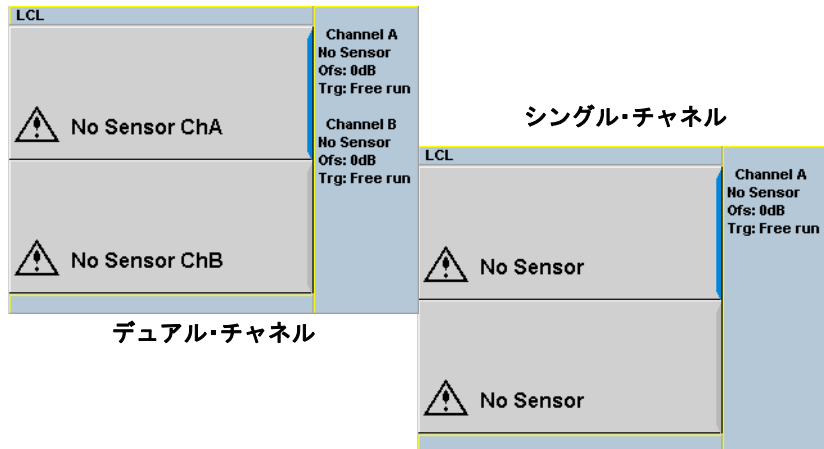 LCL
Channel A
No Sensor
Ofs: 0dB
Trg: Free run
No Sensor ChA
Channel B
No Sensor
Ofs: 0dB
Trg: Free run
No Sensor ChB
デュアル・チャネル
シングル・チャネル
LCL
Channel A
No Sensor
Ofs: 0dB
Trg: Free run
No Sensor
No Sensor